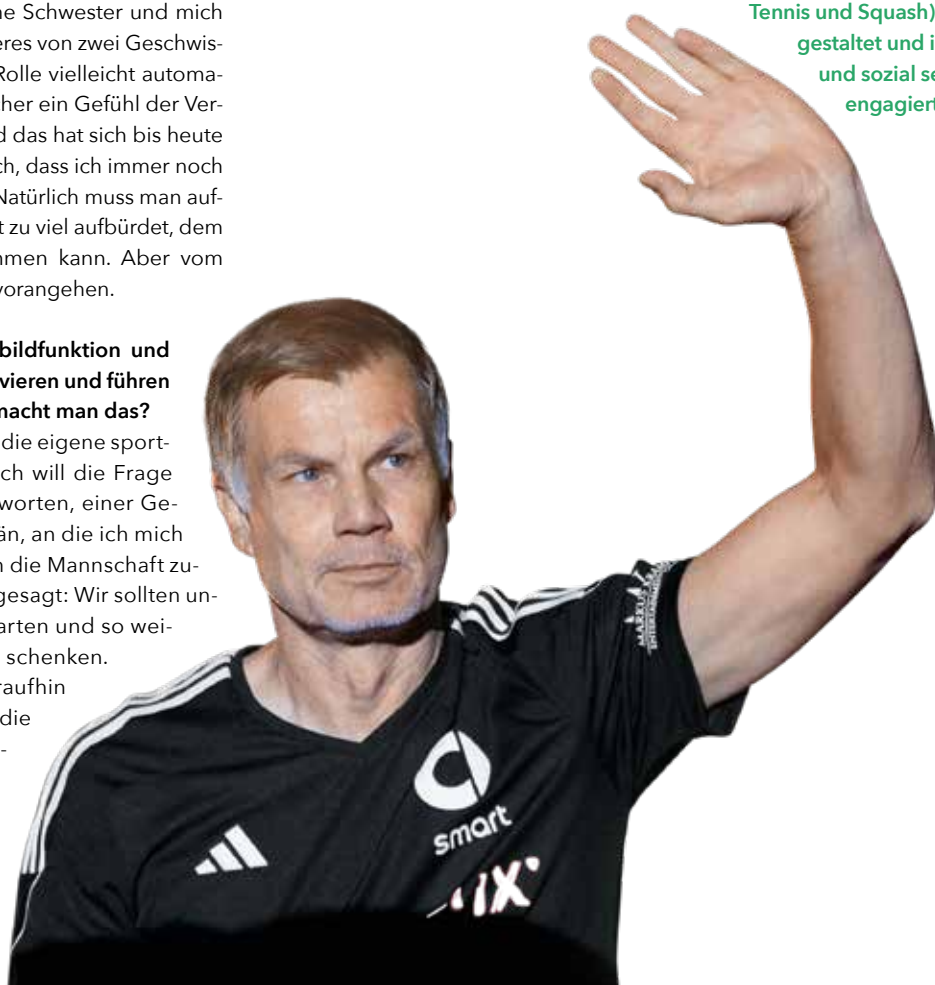 ne Schwester und mich
eres von zwei Geschwis-
Rolle vielleicht automa-
cher ein Gefühl der Ver-
d das hat sich bis heute
ch, dass ich immer noch
Natürlich muss man auf-
t zu viel aufbürdet, dem
mmen kann. Aber vom
vorangehen.
bildfunktion und
vieren und führen
macht man das?
die eigene sport-
ch will die Frage
worten, einer Ge-
än, an die ich mich
n die Mannschaft zu-
gesagt: Wir sollten un-
arten und so wei-
schenken.
raufhin
die
-
Tennis und Squash)
gestaltet und i
und sozial se
engagiert
smart